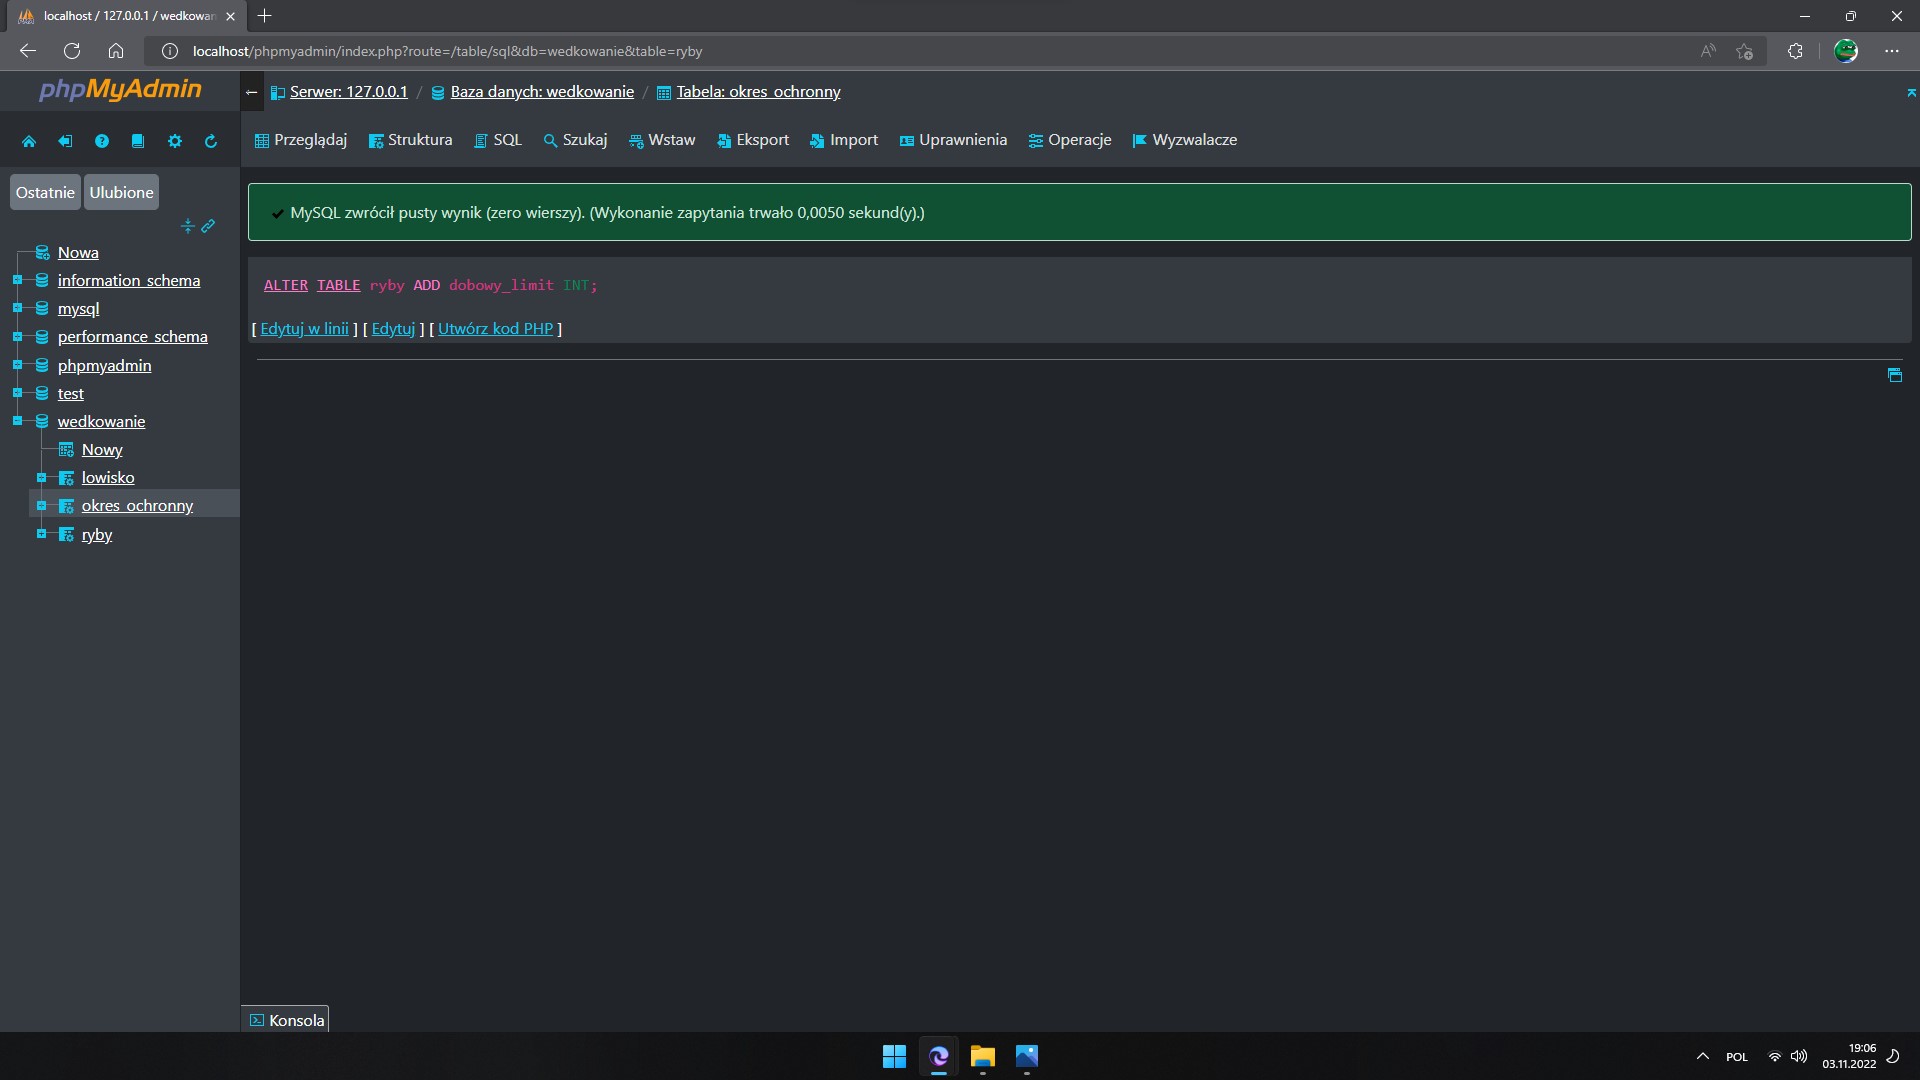 localhost / 127.0.0.1 / wedkowan
localhost/phpmyadmin/index.php?route=/table/sql&db=wedkowanie&table=ryby
phpMyAdmin
Serwer: 127.0.0.1 / Baza danych: wedkowanie / Tabela: okres_ochronny
Przeglądaj Struktura SQL Szukaj Wstaw Eksport Import Uprawnienia Operacje Wyzwalacze
Ostatnie Ulubione
MySQL zwrócił pusty wynik (zero wierszy). (Wykonanie zapytania trwało 0,0050 sekund(y).)
ALTER TABLE ryby ADD dobowy_limit INT;
[ Edytuj w linii ] [ Edytuj ] [ Utwórz kod PHP ]
Nowa
information_schema
mysql
performance_schema
phpmyadmin
test
wedkowanie
Nowy
lowisko
okres_ochronny
ryby
Konsola
POL
19:06
03.11.2022